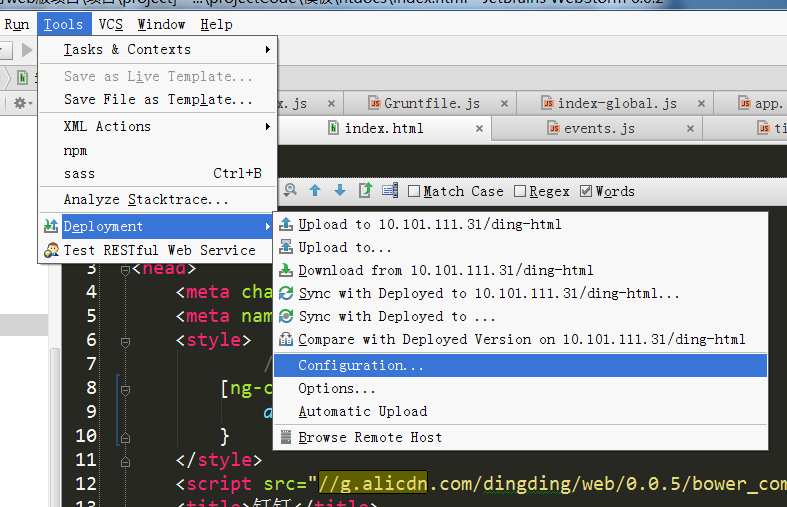 Run Tools VCS Window Help
Tasks & Contexts
Save as Live Template...
Save File as Template...
XML Actions
npm
sass Ctrl+B
Analyze Stacktrace...
Deployment
Test RESTful Web Service
x.js Gruntfile.js index-global.js app.
index.html events.js ti
Match Case Regex Words
Upload to 10.101.111.31/ding-html
Upload to...
Download from 10.101.111.31/ding-html
Sync with Deployed to 10.101.111.31/ding-html...
Sync with Deployed to ...
Compare with Deployed Version on 10.101.111.31/ding-html
Configuration...
Options...
Automatic Upload
Browse Remote Host
3 <head>
4 <meta cha
5 <meta nam
6 <style>
7 /
8 [ng-c
9 a
10 }
11 </style>
12 <script src="//g.alicdn.com/dingding/web/0.0.5/bower_com
13 <title>钉钉</title>